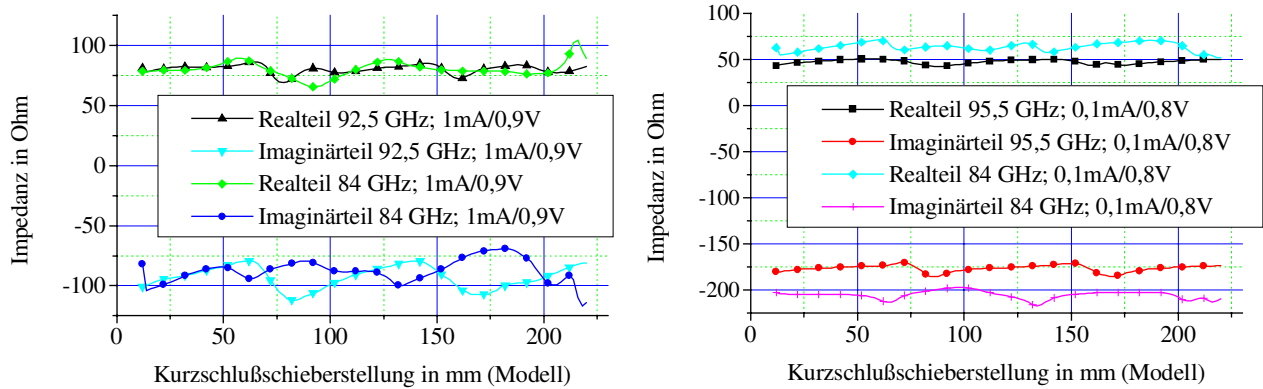 Impedanz in Ohm
100
50
0
-50
-100
Realteil 92,5 GHz; 1mA/0,9V
Imaginärteil 92,5 GHz; 1mA/0,9V
Realteil 84 GHz; 1mA/0,9V
Imaginärteil 84 GHz; 1mA/0,9V
0 50 100 150 200
Kurzschlußschieberstellung in mm (Modell)
Impedanz in Ohm
100
50
0
-50
-100
-150
-200
Realteil 95,5 GHz; 0,1mA/0,8V
Imaginärteil 95,5 GHz; 0,1mA/0,8V
Realteil 84 GHz; 0,1mA/0,8V
Imaginärteil 84 GHz; 0,1mA/0,8V
0 50 100 150 200
Kurzschlußschieberstellung in mm (Modell)